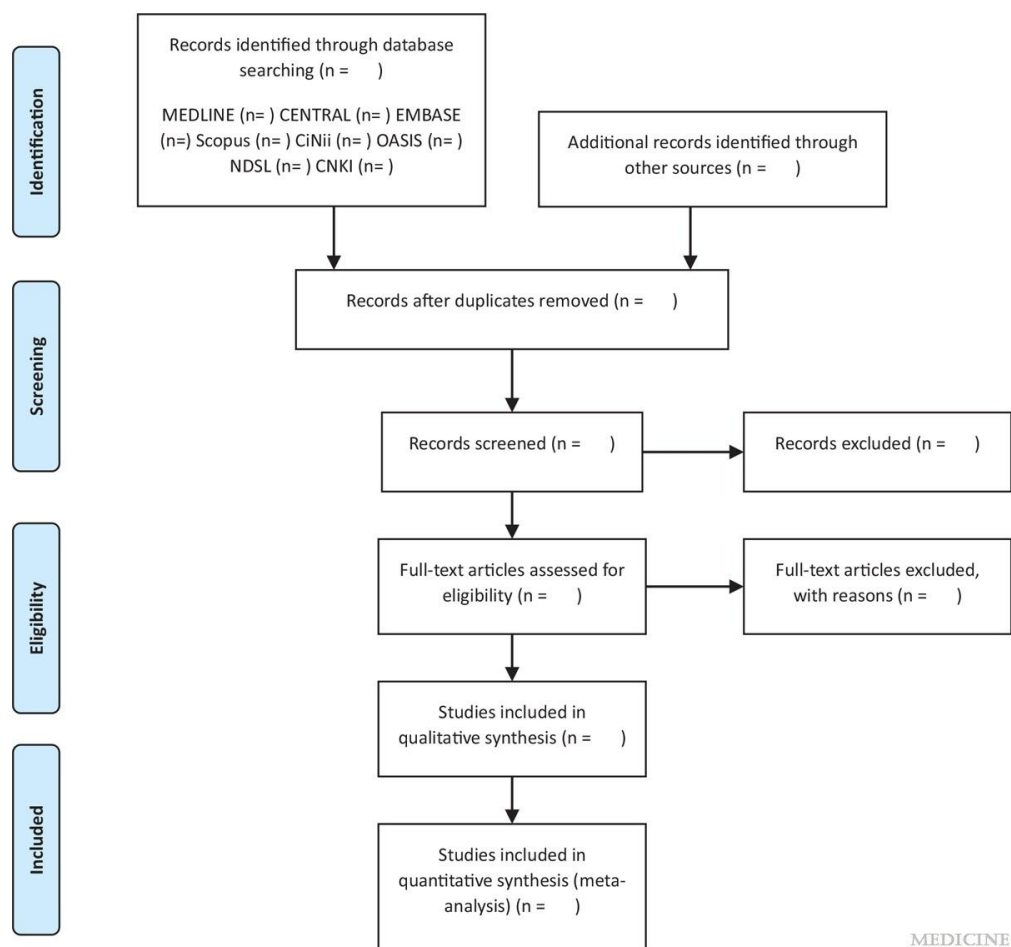 Identification
Records identified through database
searching (n =      )
MEDLINE (n= ) CENTRAL (n= ) EMBASE
(n=) Scopus (n= ) CiNii (n= ) OASIS (n= )
NDSL (n= ) CNKI (n= )
Additional records identified through
other sources (n =      )
Screening
Records after duplicates removed (n =      )
Records screened (n =      )
Records excluded (n =      )
Eligibility
Full-text articles assessed for
eligibility (n =      )
Full-text articles excluded,
with reasons (n =      )
Included
Studies included in
qualitative synthesis (n =      )
Studies included in
quantitative synthesis (meta-
analysis) (n =      )
MEDICINE